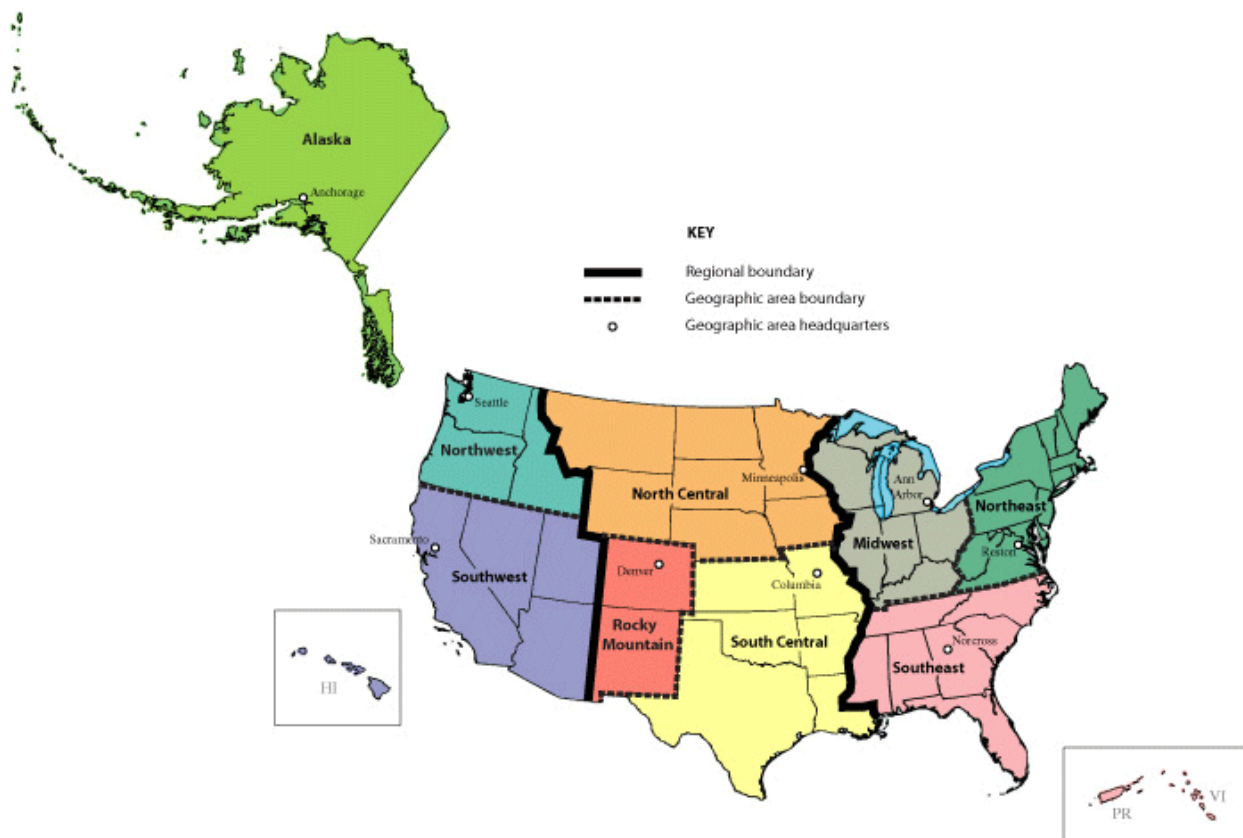 Alaska
Anchorage
KEY
Regional boundary
Geographic area boundary
Geographic area headquarters
Seattle
Northwest
Minneapolis
North Central
Ann
Arbor
Northeast
Midwest
Reston
Sacramento
Southwest
Denver
Columbia
Rocky
Mountain
South Central
Norcross
Southeast
HI
PR
VI